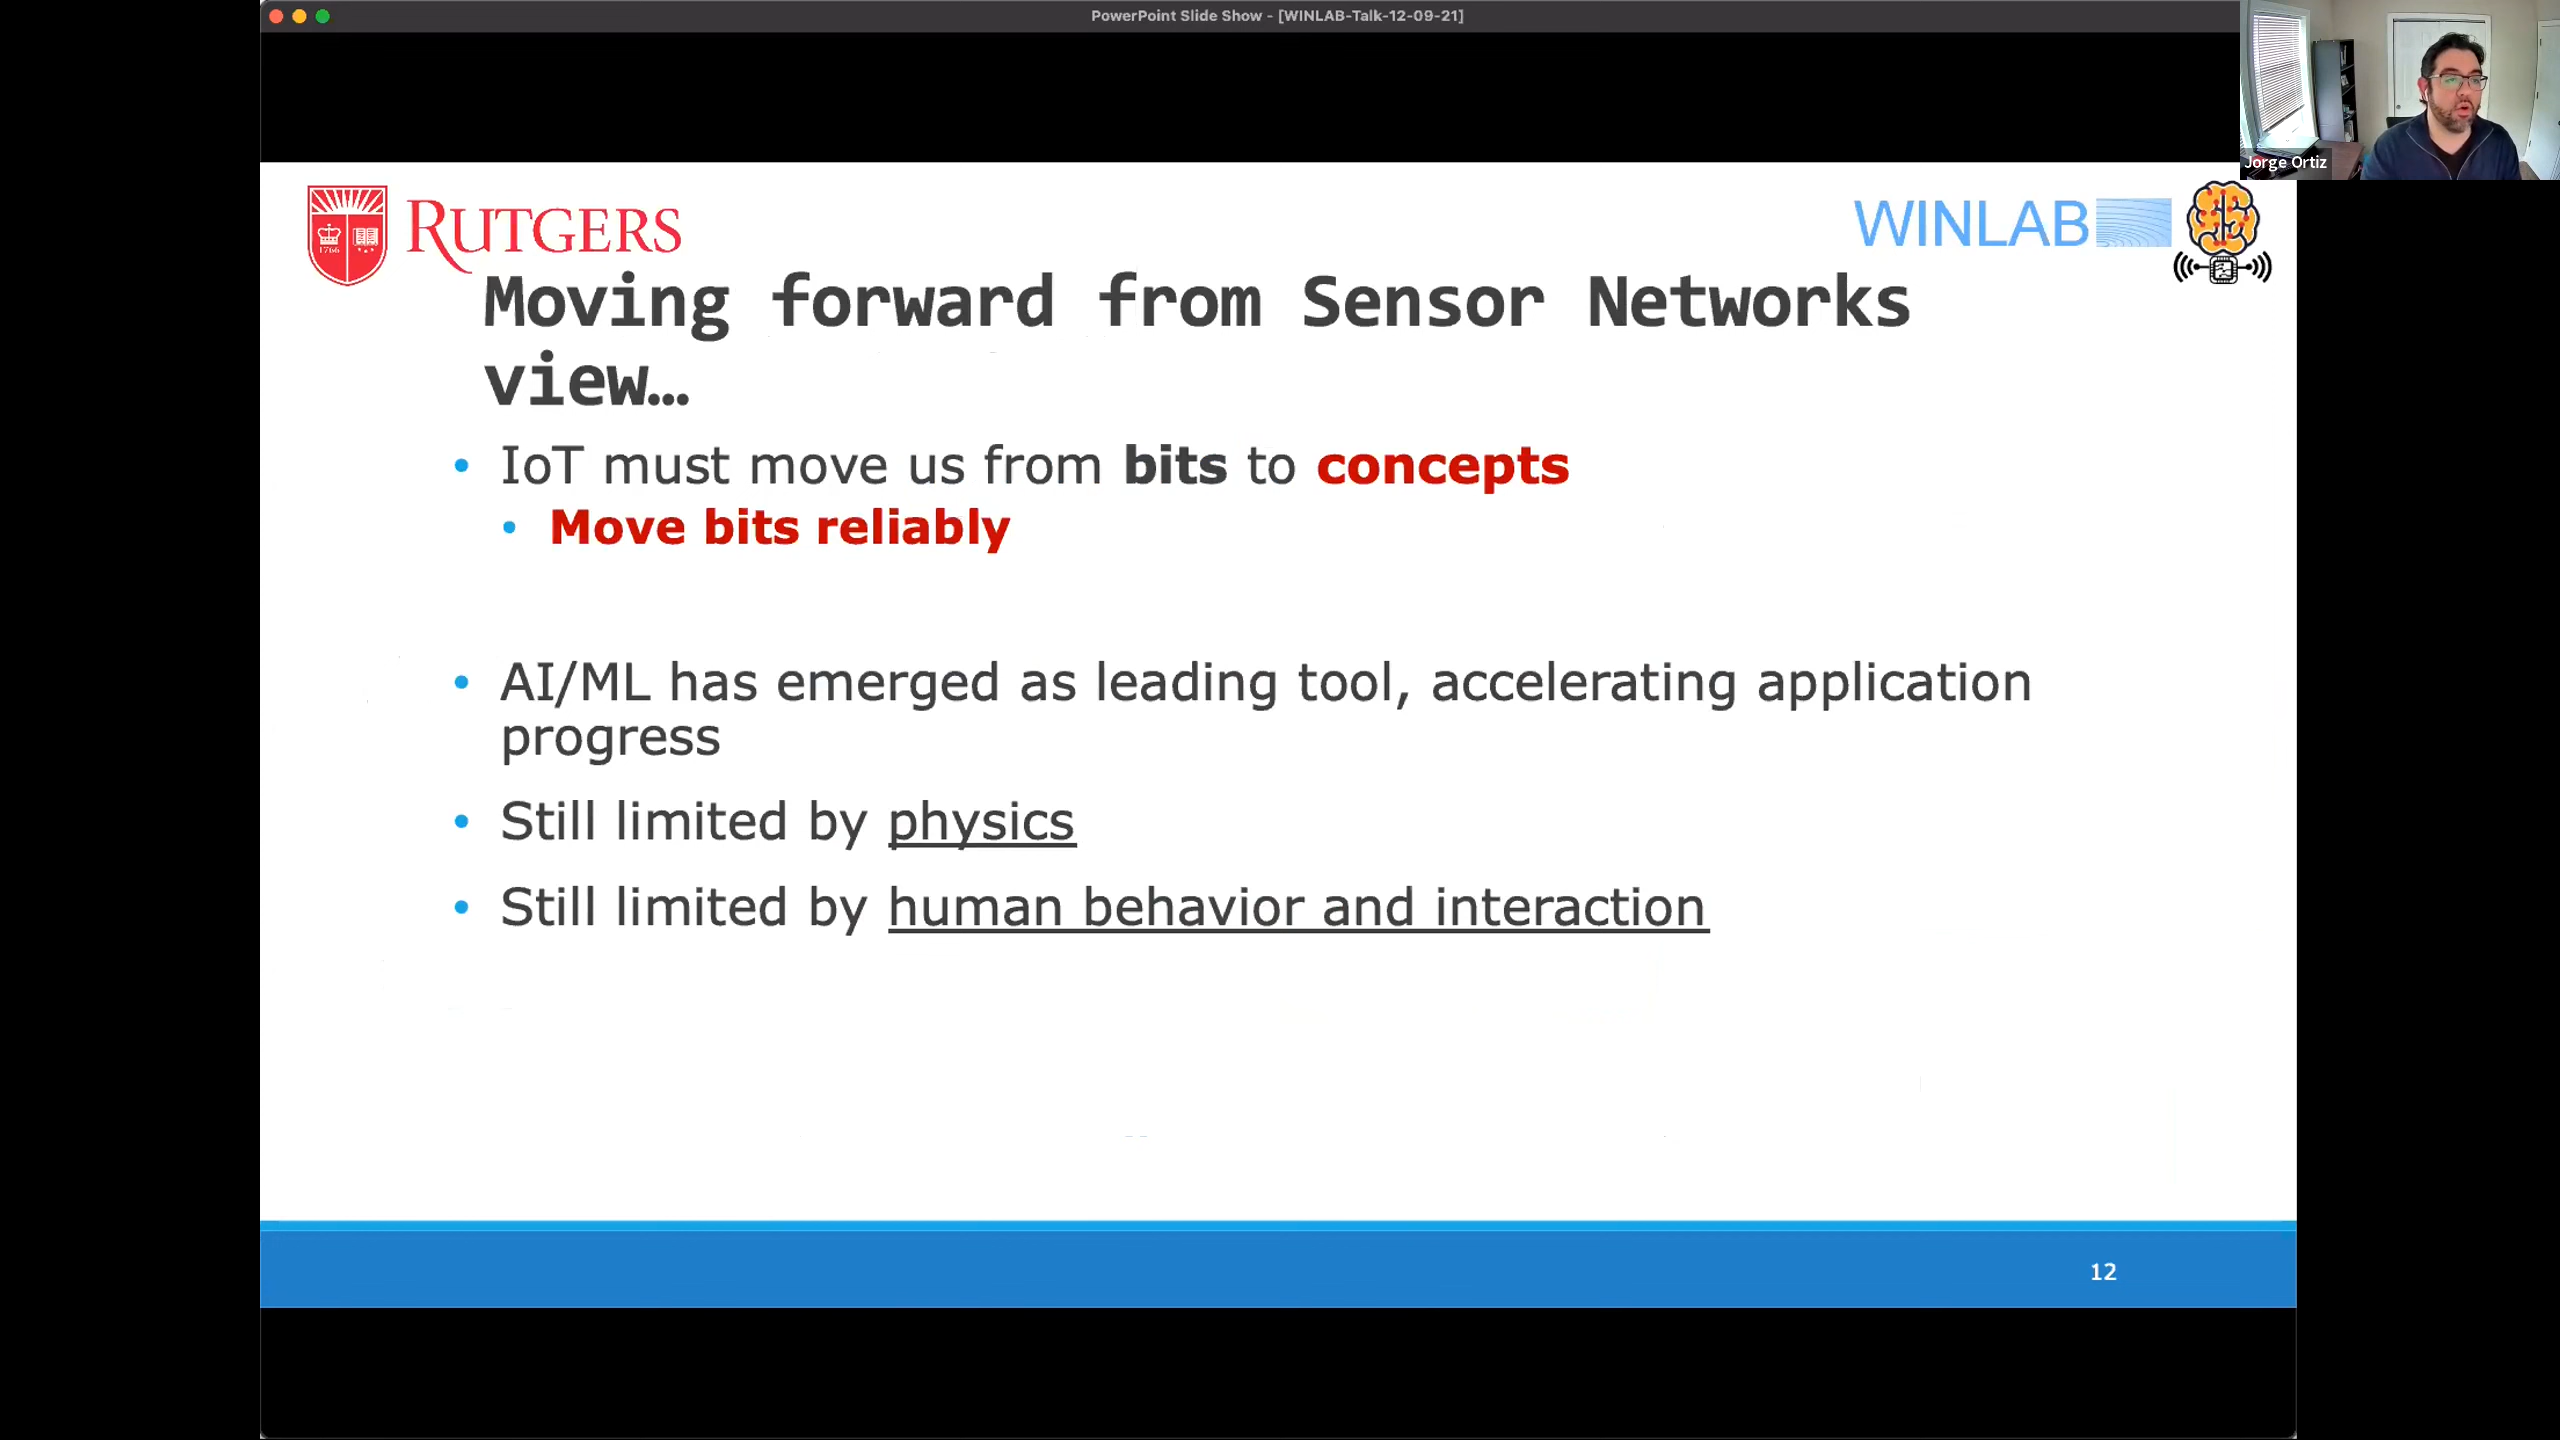 PowerPoint Slide Show - [WINLAB-Talk-12-09-21]
Jorge Ortiz
1766
RUTGERS
WINLAB
Moving forward from Sensor Networks
view…
• IoT must move us from bits to concepts
• Move bits reliably
• AI/ML has emerged as leading tool, accelerating application
progress
• Still limited by physics
• Still limited by human behavior and interaction
12